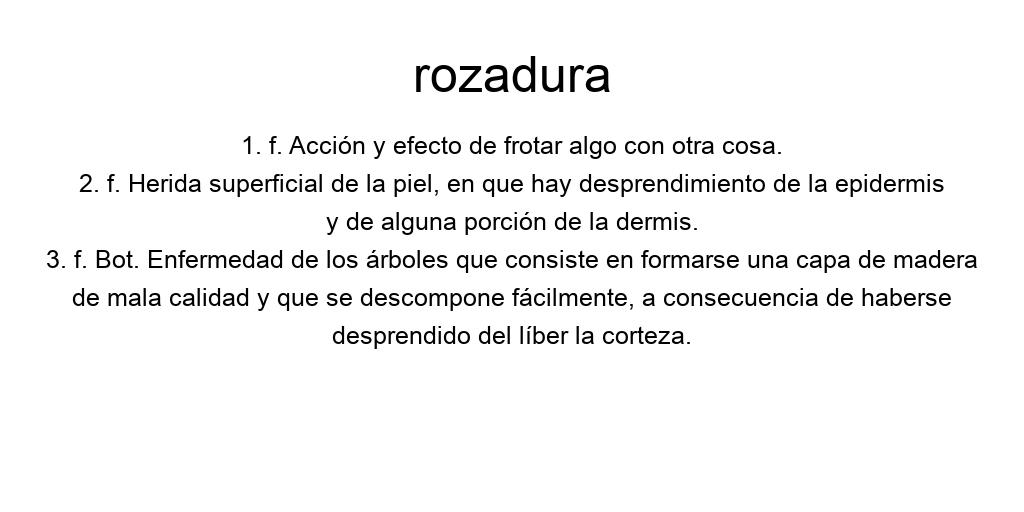 rozadura
1. f. Acción y efecto de frotar algo con otra cosa.
2. f. Herida superficial de la piel, en que hay desprendimiento de la epidermis
y de alguna porción de la dermis.
3. f. Bot. Enfermedad de los árboles que consiste en formarse una capa de madera
de mala calidad y que se descompone fácilmente, a consecuencia de haberse
desprendido del líber la corteza.